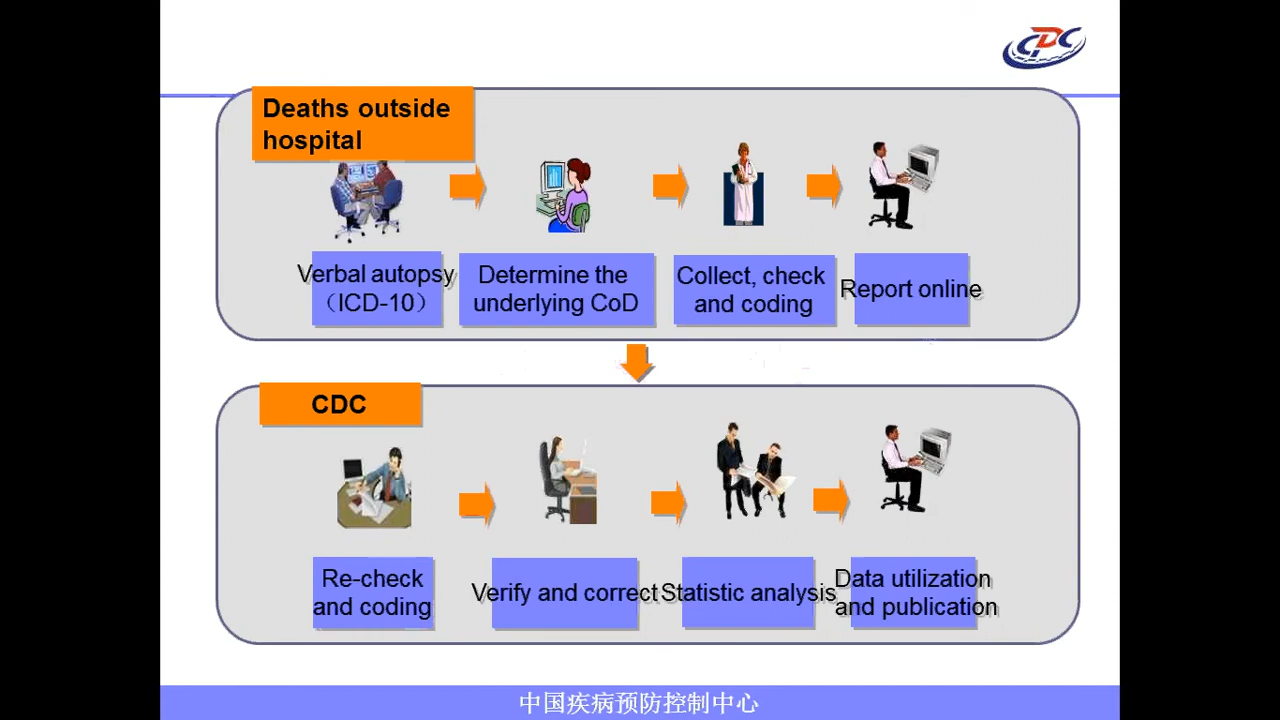 CDC
Deaths outside
hospital
Verbal autopsy
（ICD-10）
Determine the
underlying CoD
Collect, check
and coding
Report online
CDC
Re-check
and coding
Verify and correct
Statistic analysis
Data utilization
and publication
中国疾病预防控制中心